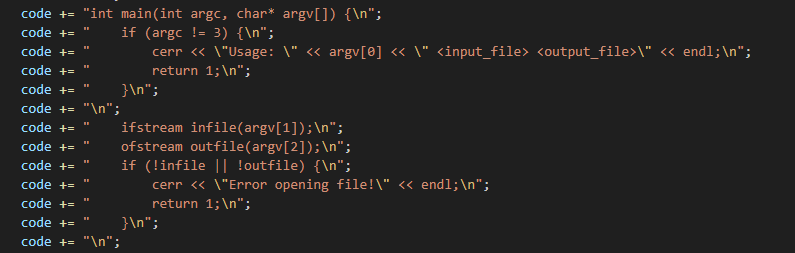 code += "int main(int argc, char* argv[]) {\n";
code += "    if (argc != 3) {\n";
code += "        cerr << \"Usage: \" << argv[0] << \" <input_file> <output_file>\" << endl;\n";
code += "        return 1;\n";
code += "    }\n";
code += "\n";
code += "    ifstream infile(argv[1]);\n";
code += "    ofstream outfile(argv[2]);\n";
code += "    if (!infile || !outfile) {\n";
code += "        cerr << \"Error opening file!\" << endl;\n";
code += "        return 1;\n";
code += "    }\n";
code += "\n";